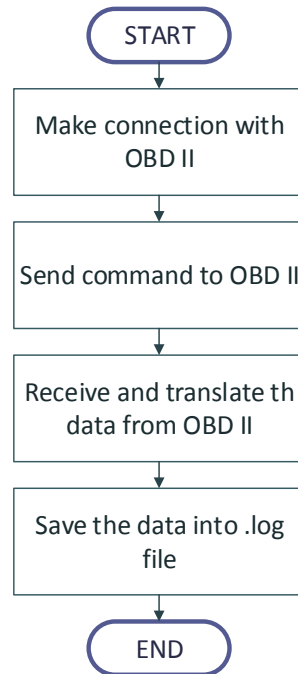 START
Make connection with
OBD II
Send command to OBD II
Receive and translate th
data from OBD II
Save the data into .log
file
END